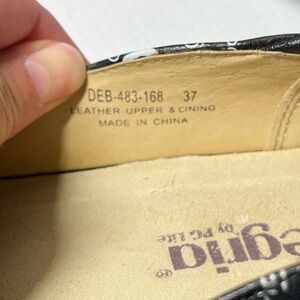 DEB-483-168 37
LEATHER UPPER & LINING
MADE IN CHINA
egria®
by PG Lite®